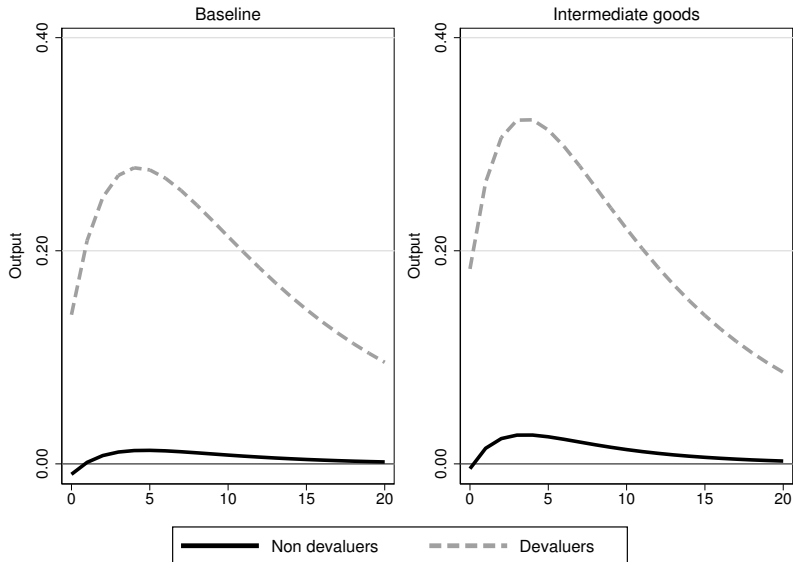 Baseline
Intermediate goods
0.40
0.20
0.00
Output
0 5 10 15 20
0.40
0.20
0.00
Output
0 5 10 15 20
Non devaluers
Devaluers